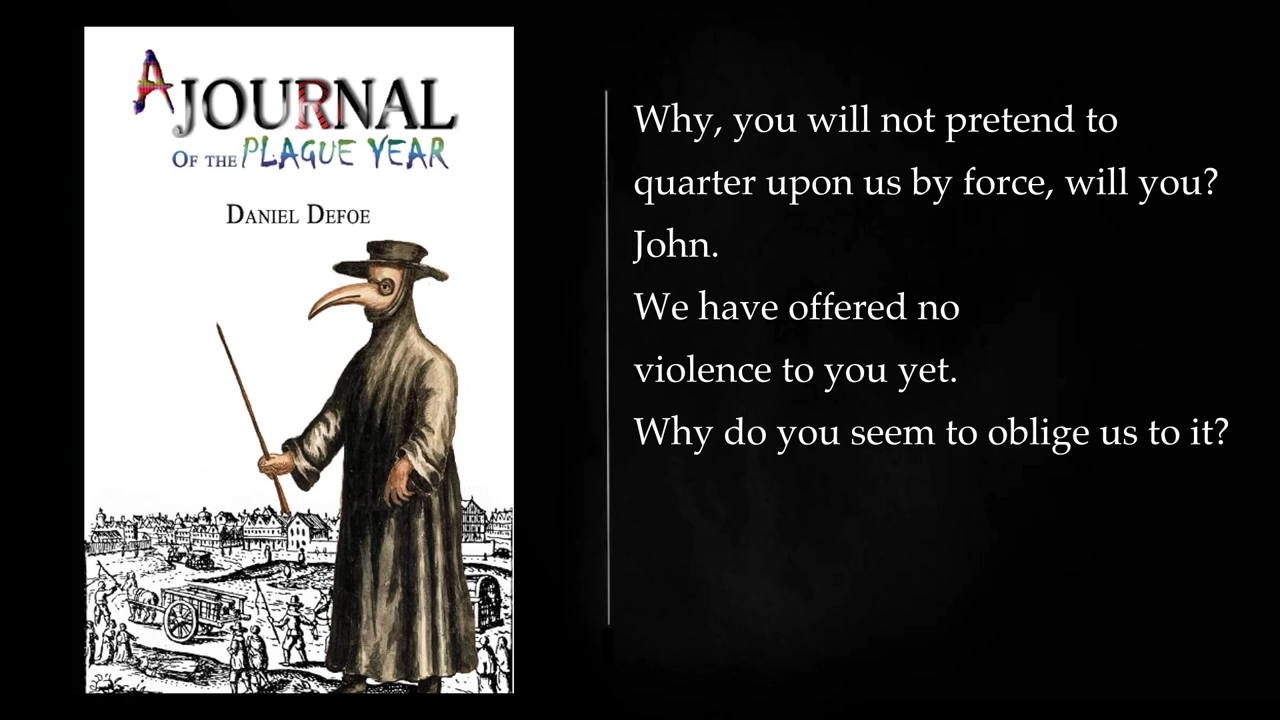 A JOURNAL
OF THE PLAGUE YEAR
DANIEL DEFOE
Why, you will not pretend to
quarter upon us by force, will you?
John.
We have offered no
violence to you yet.
Why do you seem to oblige us to it?